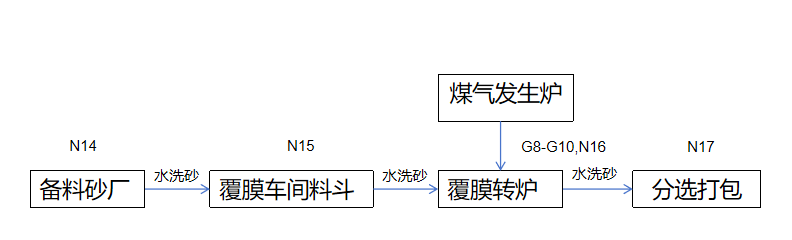 煤气发生炉
N14
N15
G8-G10,N16
N17
备料砂厂
水洗砂
覆膜车间料斗
水洗砂
覆膜转炉
水洗砂
分选打包